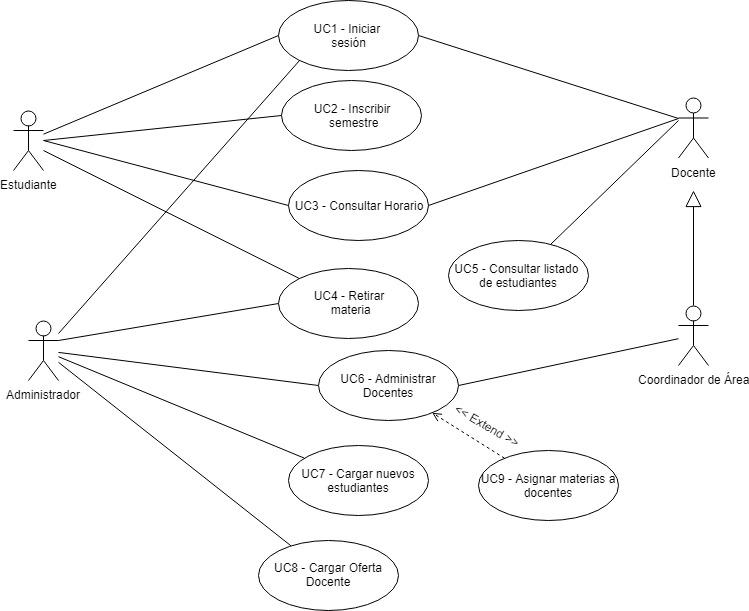 UC1 - Iniciar
sesión
UC2 - Inscribir
semestre
Estudiante
Docente
UC3 - Consultar Horario
UC5 - Consultar listado
de estudiantes
UC4 - Retirar
materia
Administrador
UC6 - Administrar
Docentes
Coordinador de Área
<< Extend >>
UC7 - Cargar nuevos
estudiantes
UC9 - Asignar materias a
docentes
UC8 - Cargar Oferta
Docente